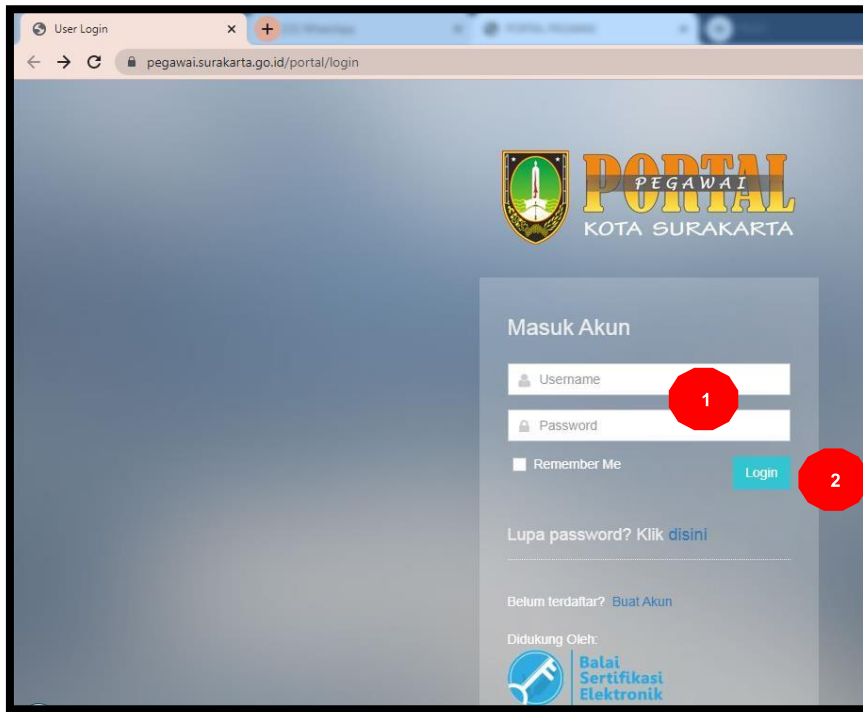 User Login
pegawai.surakarta.go.id/portal/login
PORTAL
PEGAWAI
KOTA SURAKARTA
Masuk Akun
Username
1
Password
Remember Me
Login
2
Lupa password? Klik disini
Belum terdaftar? Buat Akun
Didukung Oleh:
Balai
Sertifikasi
Elektronik